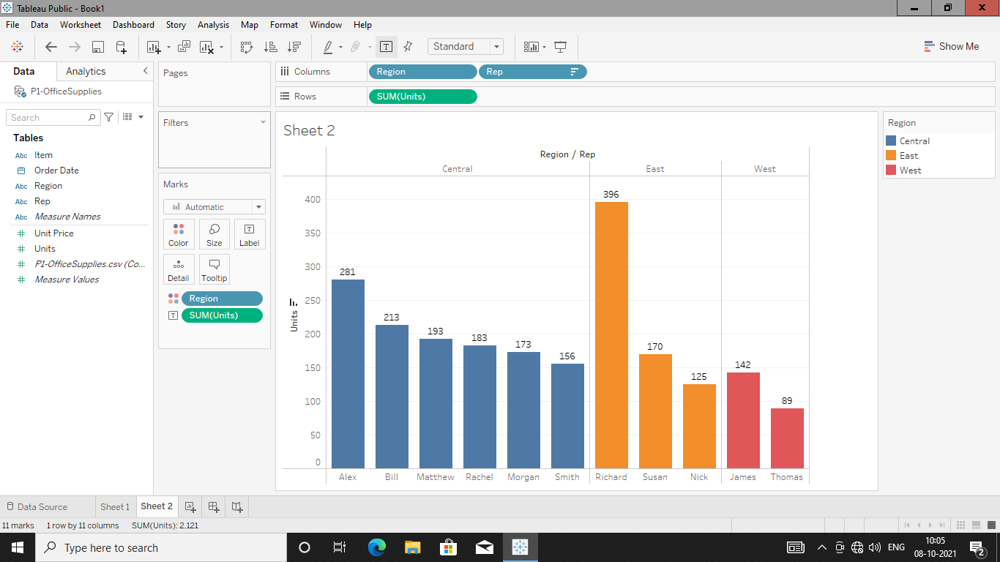 Tableau Public - Book1
File Data Worksheet Dashboard Story Analysis Map Format Window Help
Standard
Show Me
Data Analytics
P1-OfficeSupplies
Search
Tables
Abc Item
Order Date
Abc Region
Abc Rep
Abc Measure Names
Unit Price
Units
P1-OfficeSupplies.csv (Co...
Measure Values
Pages
Filters
Marks
Automatic
Color Size Label
Detail Tooltip
Region
SUM(Units)
Columns Region Rep
Rows SUM(Units)
Sheet 2
Region / Rep
Central East West
Units
400
350
300
250
200
150
100
50
0
281 213 193 183 173 156 396 170 125 142 89
Alex Bill Matthew Rachel Morgan Smith Richard Susan Nick James Thomas
Region
Central
East
West
Data Source Sheet 1 Sheet 2
11 marks 1 row by 11 columns SUM(Units): 2,121
Type here to search
ENG
10:05
08-10-2021
2